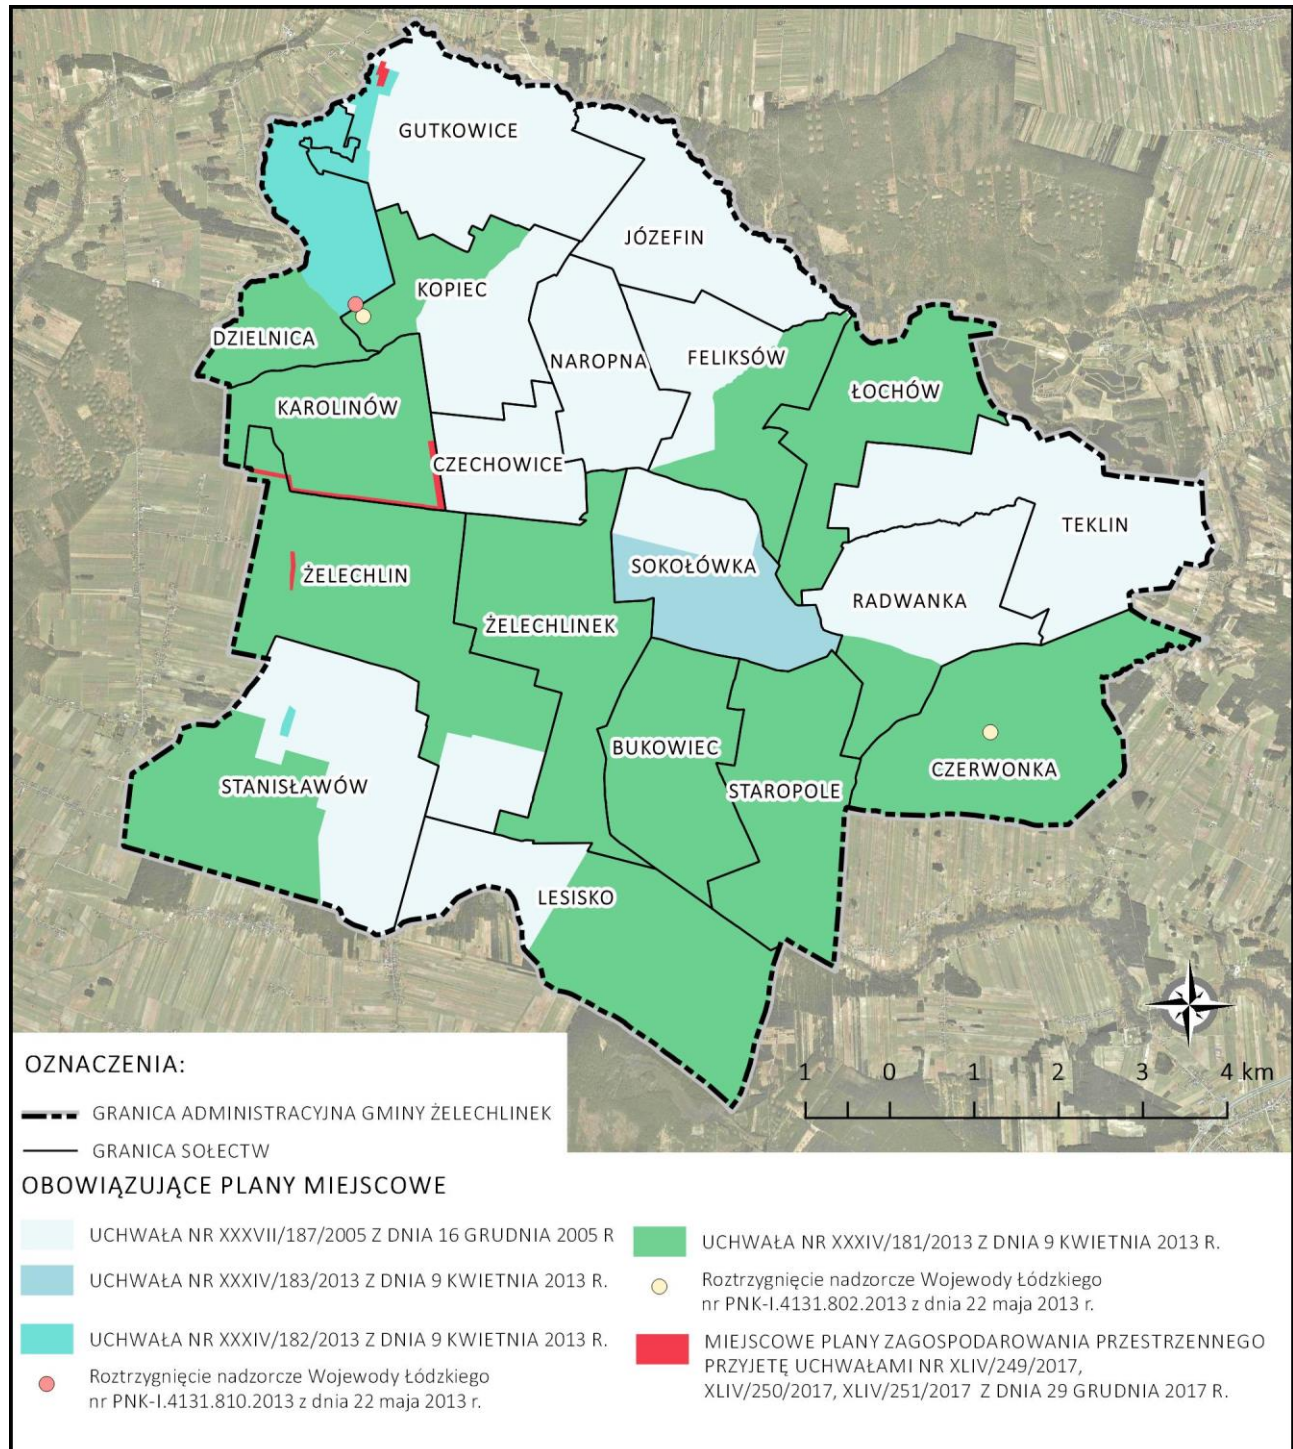 GUTKOWICE
JÓZEFIN
KOPIEC
DZIELNICA
NAROPNA
FELIKSÓW
ŁOCHÓW
KAROLINÓW
CZECHOWICE
TEKLIN
SOKOŁÓWKA
ŻELECHLIN
RADWANKA
ŻELECHLINEK
BUKOWIEC
CZERWONKA
STANISŁAWÓW
STAROPOLE
LESISKO
1 0 1 2 3 4 km
OZNACZENIA:
GRANICA ADMINISTRACYJNA GMINY ŻELECHLINEK
GRANICA SOŁECTW
OBOWIĄZUJĄCE PLANY MIEJSCOWE
UCHWAŁA NR XXXVII/187/2005 Z DNIA 16 GRUDNIA 2005 R
UCHWAŁA NR XXXIV/183/2013 Z DNIA 9 KWIETNIA 2013 R.
UCHWAŁA NR XXXIV/182/2013 Z DNIA 9 KWIETNIA 2013 R.
Roztrzygnięcie nadzorcze Wojewody Łódzkiego
nr PNK-I.4131.810.2013 z dnia 22 maja 2013 r.
UCHWAŁA NR XXXIV/181/2013 Z DNIA 9 KWIETNIA 2013 R.
Roztrzygnięcie nadzorcze Wojewody Łódzkiego
nr PNK-I.4131.802.2013 z dnia 22 maja 2013 r.
MIEJSCOWE PLANY ZAGOSPODAROWANIA PRZESTRZENNEGO
PRZYJĘTĘ UCHWAŁAMI NR XLIV/249/2017,
XLIV/250/2017, XLIV/251/2017 Z DNIA 29 GRUDNIA 2017 R.